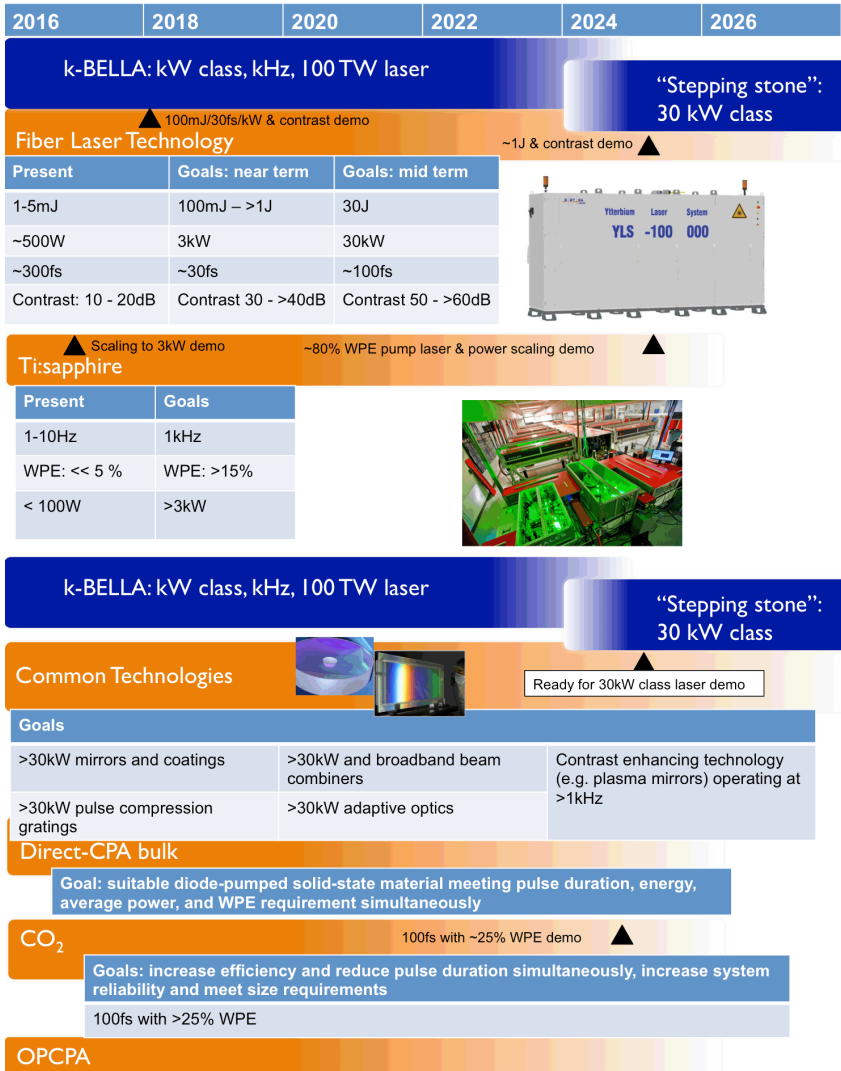 2016 2018 2020 2022 2024 2026
k-BELLA: kW class, kHz, 100 TW laser
“Stepping stone”:
30 kW class
100mJ/30fs/kW & contrast demo
Fiber Laser Technology
~1J & contrast demo
Present Goals: near term Goals: mid term
1-5mJ 100mJ – >1J 30J
~500W 3kW 30kW
~300fs ~30fs ~100fs
Contrast: 10 - 20dB Contrast 30 - >40dB Contrast 50 - >60dB
Ytterbium Laser System
YLS -100 000
Scaling to 3kW demo
~80% WPE pump laser & power scaling demo
Ti:sapphire
Present Goals
1-10Hz 1kHz
WPE: << 5 % WPE: >15%
< 100W >3kW
k-BELLA: kW class, kHz, 100 TW laser
“Stepping stone”:
30 kW class
Common Technologies
Ready for 30kW class laser demo
Goals
>30kW mirrors and coatings
>30kW and broadband beam
combiners
Contrast enhancing technology
(e.g. plasma mirrors) operating at
>1kHz
>30kW pulse compression
gratings
>30kW adaptive optics
Direct-CPA bulk
Goal: suitable diode-pumped solid-state material meeting pulse duration, energy,
average power, and WPE requirement simultaneously
CO₂
100fs with ~25% WPE demo
Goals: increase efficiency and reduce pulse duration simultaneously, increase system
reliability and meet size requirements
100fs with >25% WPE
OPCPA